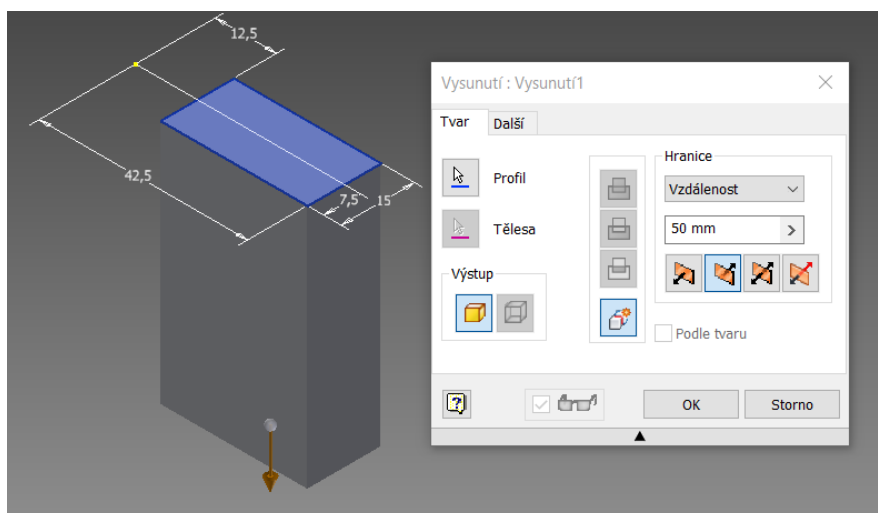 12,5
42,5
7,5
15
Vysunutí : Vysunutí1
Tvar
Další
Profil
Tělesa
Výstup
Hranice
Vzdálenost
50 mm
Podle tvaru
OK
Storno